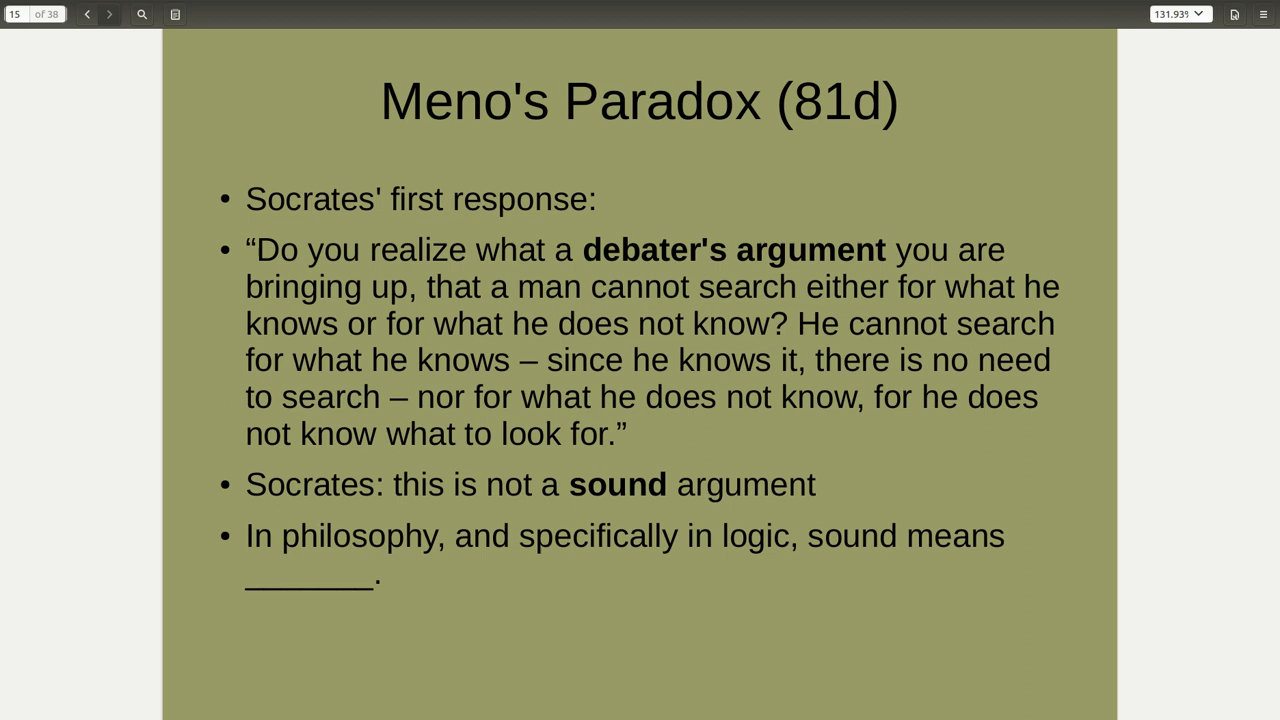 15 of 38
131.93%
Meno's Paradox (81d)
• Socrates' first response:
• “Do you realize what a debater's argument you are
bringing up, that a man cannot search either for what he
knows or for what he does not know? He cannot search
for what he knows – since he knows it, there is no need
to search – nor for what he does not know, for he does
not know what to look for.”
• Socrates: this is not a sound argument
• In philosophy, and specifically in logic, sound means
_______.